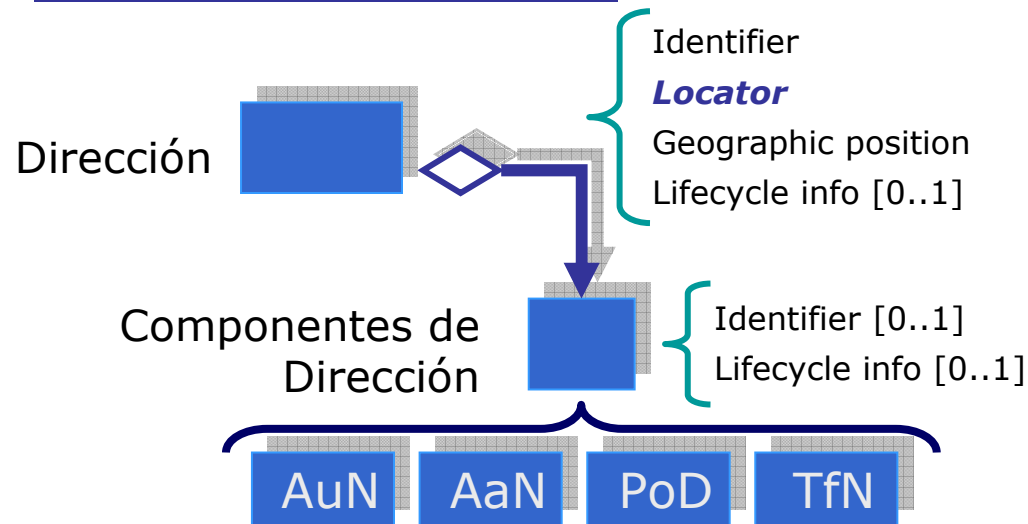 Identifier
Locator
Geographic position
Lifecycle info [0..1]
Dirección
Componentes de
Dirección
Identifier [0..1]
Lifecycle info [0..1]
AuN AaN PoD TfN